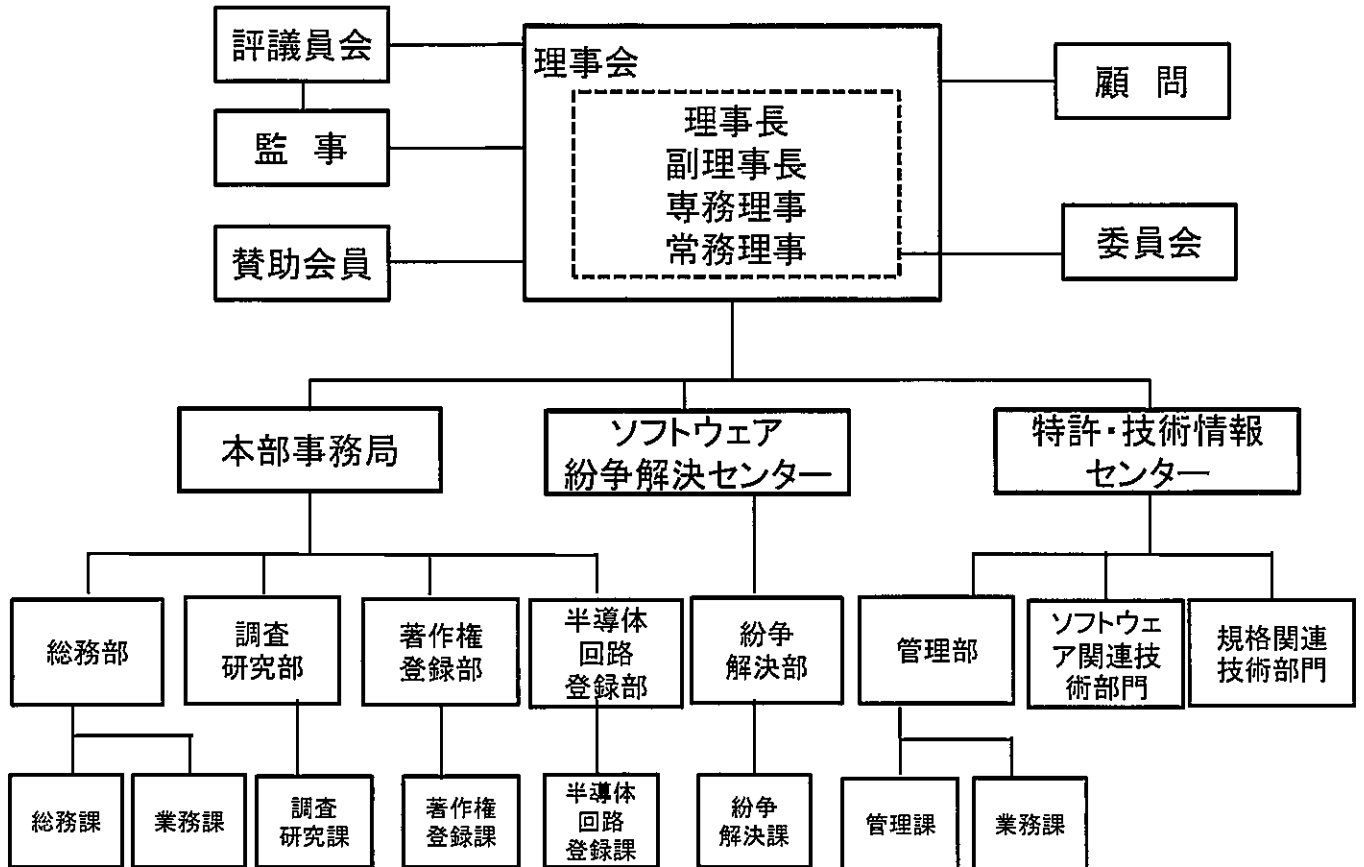 評議員会
監 事
賛助会員
理事会
理事長
副理事長
専務理事
常務理事
顧 問
委員会
本部事務局
ソフトウェア
紛争解決センター
特許・技術情報
センター
総務部
調査
研究部
著作権
登録部
半導体
回路
登録部
紛争
解決部
管理部
ソフトウェ
ア関連技
術部門
規格関連
技術部門
総務課
業務課
調査
研究課
著作権
登録課
半導体
回路
登録課
紛争
解決課
管理課
業務課